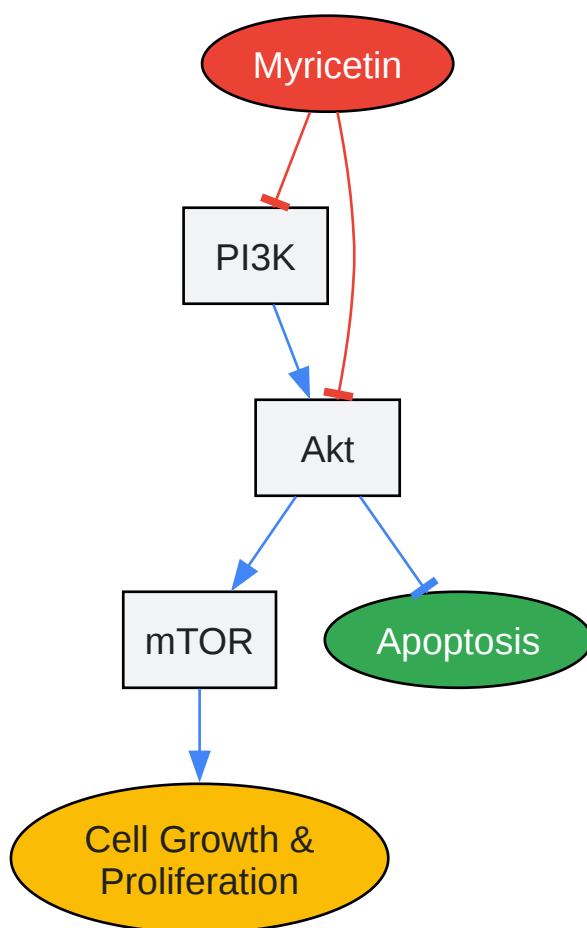 Myricetin
PI3K
Akt
mTOR
Apoptosis
Cell Growth &
Proliferation